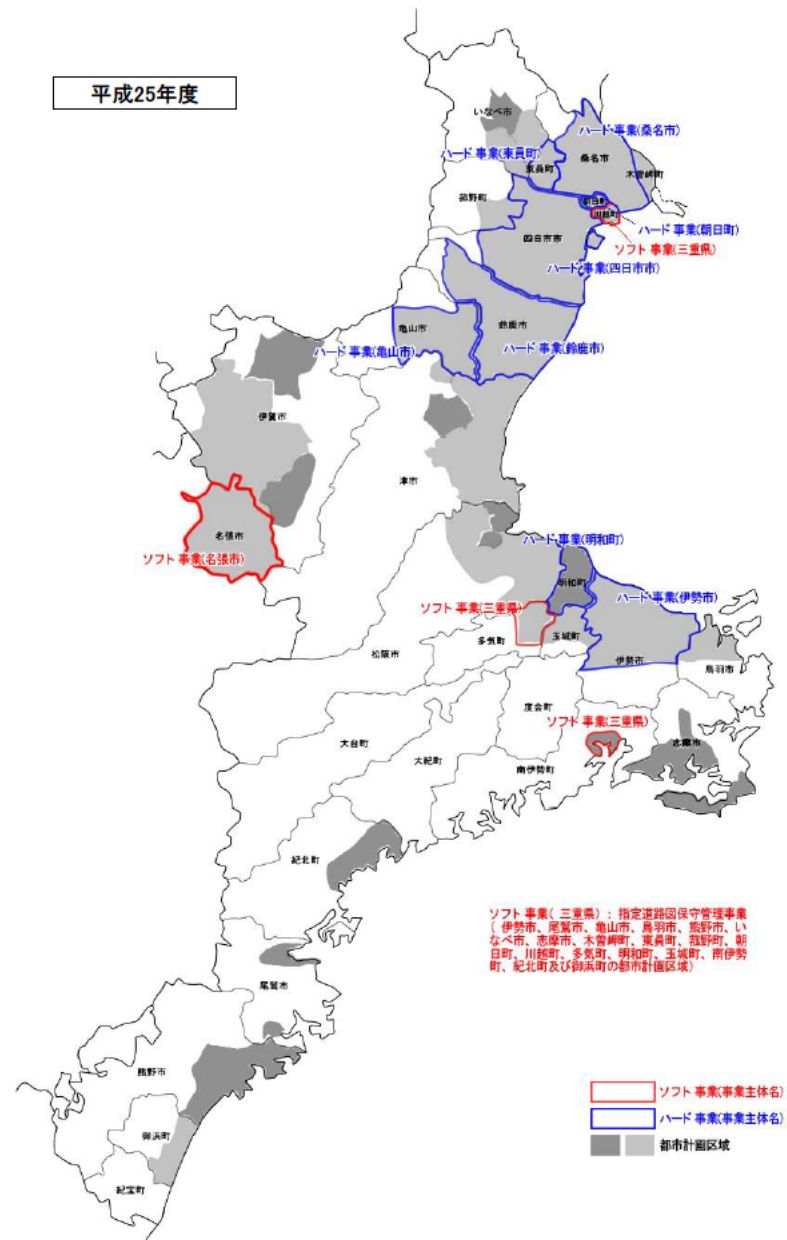 平成25年度
いなべ市
ハード 事業(桑名市)
ハード 事業(東員町)
桑名市
東員町
木曽岬町
菰野町
朝日町
川越町
ハード 事業(朝日町)
四日市市
ソフト 事業(三重県)
ハード 事業(四日市市)
亀山市
鈴鹿市
ハード 事業(亀山市)
ハード 事業(鈴鹿市)
伊賀市
津市
名張市
ソフト 事業(名張市)
ハード 事業(明和町)
明和町
ハード 事業(伊勢市)
ソフト 事業(三重県)
多気町
玉城町
松阪市
伊勢市
鳥羽市
度会町
ソフト 事業(三重県)
大台町
志摩市
大紀町
南伊勢町
紀北町
ソフト 事業( 三重県) : 指定道路図保守管理事業
( 伊勢市、尾鷲市、亀山市、鳥羽市、熊野市、い
なべ市、志摩市、木曽岬町、東員町、菰野町、朝
日町、川越町、多気町、明和町、玉城町、南伊勢
町、紀北町及び御浜町の都市計画区域)
尾鷲市
熊野市
ソフト 事業(事業主体名)
ハード 事業(事業主体名)
御浜町
都市計画区域
紀宝町